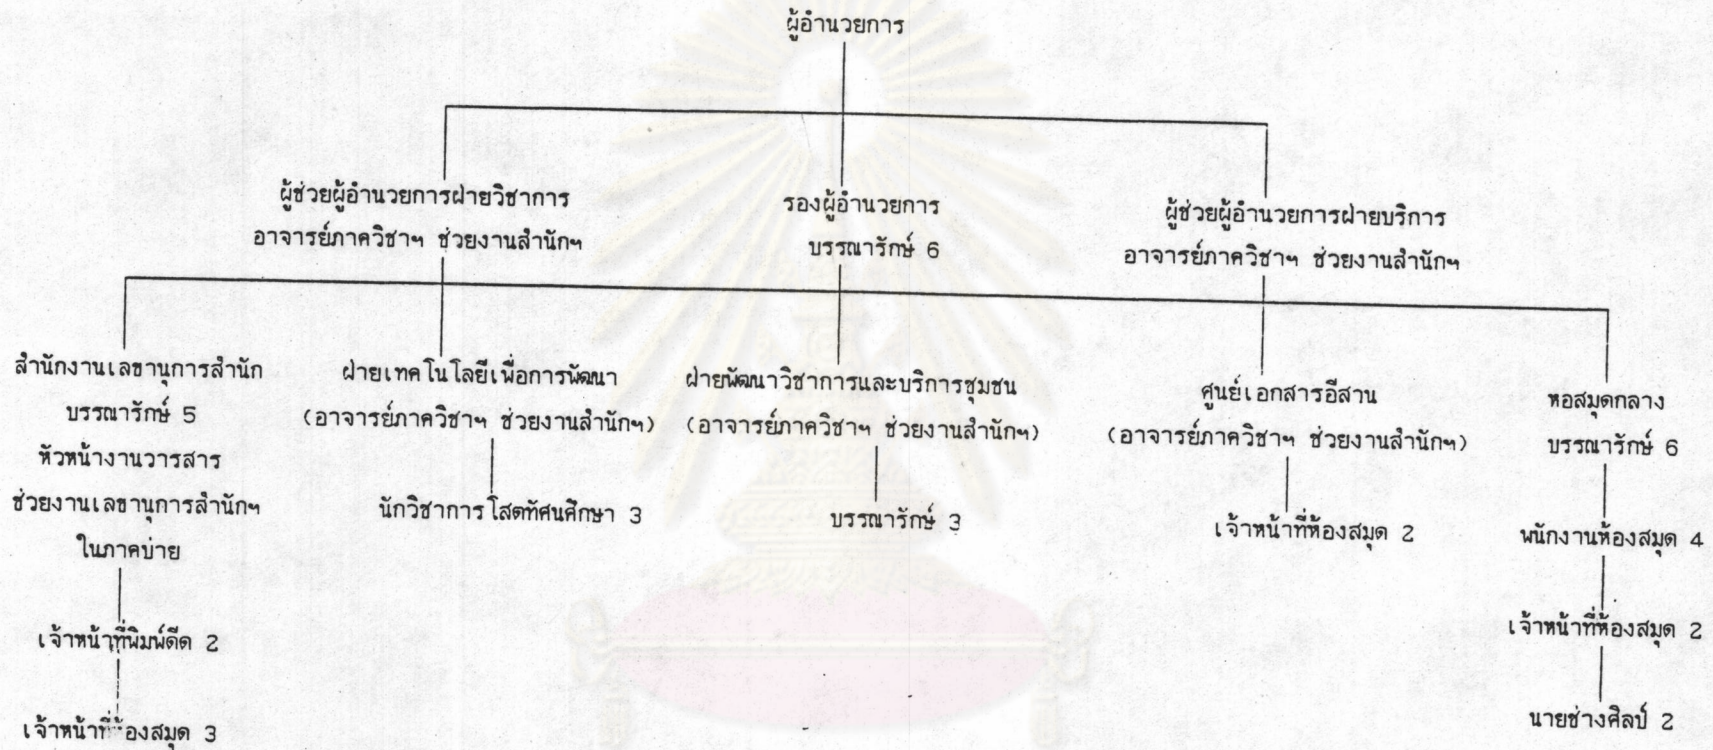 ผู้อำนวยการ
ผู้ช่วยผู้อำนวยการฝ่ายวิชาการ
อาจารย์ภาควิชาฯ ช่วยงานสำนักฯ
รองผู้อำนวยการ
บรรณารักษ์ 6
ผู้ช่วยผู้อำนวยการฝ่ายบริการ
อาจารย์ภาควิชาฯ ช่วยงานสำนักฯ
สำนักงานเลขานุการสำนัก
บรรณารักษ์ 5
หัวหน้างานวารสาร
ช่วยงานเลขานุการสำนักฯ
ในภาคบ่าย
เจ้าหน้าที่พิมพ์ดีด 2
เจ้าหน้าที่ห้องสมุด 3
ฝ่ายเทคโนโลยีเพื่อการพัฒนา
(อาจารย์ภาควิชาฯ ช่วยงานสำนักฯ)
นักวิชาการโสตทัศนศึกษา 3
ฝ่ายพัฒนาวิชาการและบริการชุมชน
(อาจารย์ภาควิชาฯ ช่วยงานสำนักฯ)
บรรณารักษ์ 3
ศูนย์เอกสารอีสาน
(อาจารย์ภาควิชาฯ ช่วยงานสำนักฯ)
เจ้าหน้าที่ห้องสมุด 2
หอสมุดกลาง
บรรณารักษ์ 6
พนักงานห้องสมุด 4
เจ้าหน้าที่ห้องสมุด 2
นายช่างศิลป์ 2